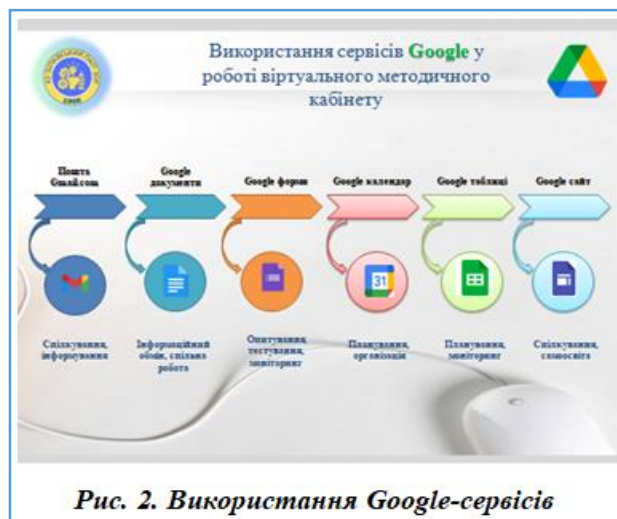 Використання сервісів Google у
роботі віртуального методичного
кабінету
Пошта
Gmail.com
Google
документи
Google форми
Google календар
Google таблиці
Google сайт
31
Спілкування,
інформування
Інформаційний
обмін, спільна
робота
Опитування,
тестування,
моніторинг
Планування,
організація
Планування,
моніторинг
Спілкування,
самоосвіта
Рис. 2. Використання Google-сервісів